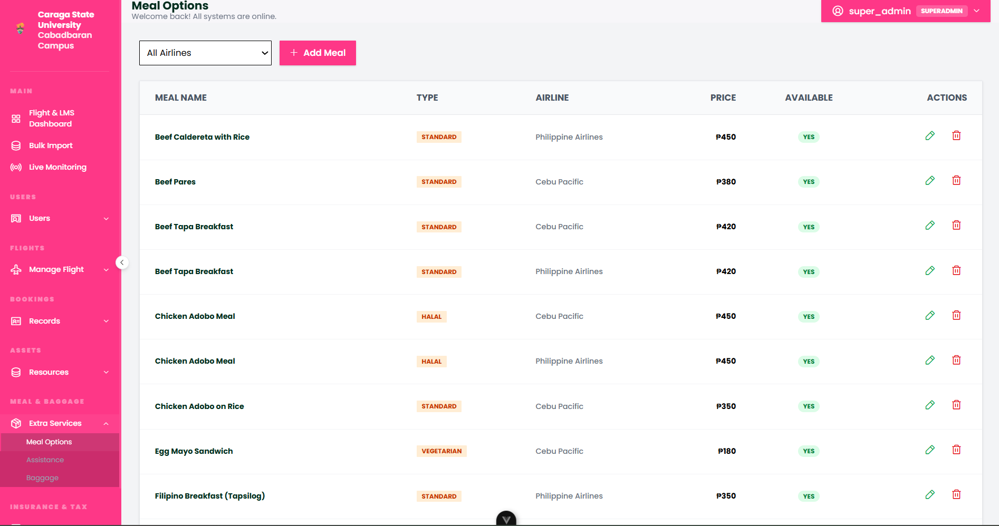 Caraga State
University
Cabadbaran
Campus
MAIN
Flight & LMS
Dashboard
Bulk Import
Live Monitoring
USERS
Users
FLIGHTS
Manage Flight
BOOKINGS
Records
ASSETS
Resources
MEAL & BAGGAGE
Extra Services
Meal Options
Assistance
Baggage
INSURANCE & TAX
Meal Options
Welcome back! All systems are online.
super_admin SUPERADMIN
All Airlines
+ Add Meal
MEAL NAME TYPE AIRLINE PRICE AVAILABLE ACTIONS
Beef Caldereta with Rice STANDARD Philippine Airlines ₱450 YES
Beef Pares STANDARD Cebu Pacific ₱380 YES
Beef Tapa Breakfast STANDARD Cebu Pacific ₱420 YES
Beef Tapa Breakfast STANDARD Philippine Airlines ₱420 YES
Chicken Adobo Meal HALAL Cebu Pacific ₱450 YES
Chicken Adobo Meal HALAL Philippine Airlines ₱450 YES
Chicken Adobo on Rice STANDARD Cebu Pacific ₱350 YES
Egg Mayo Sandwich VEGETARIAN Cebu Pacific ₱180 YES
Filipino Breakfast (Tapsilog) STANDARD Philippine Airlines ₱350 YES